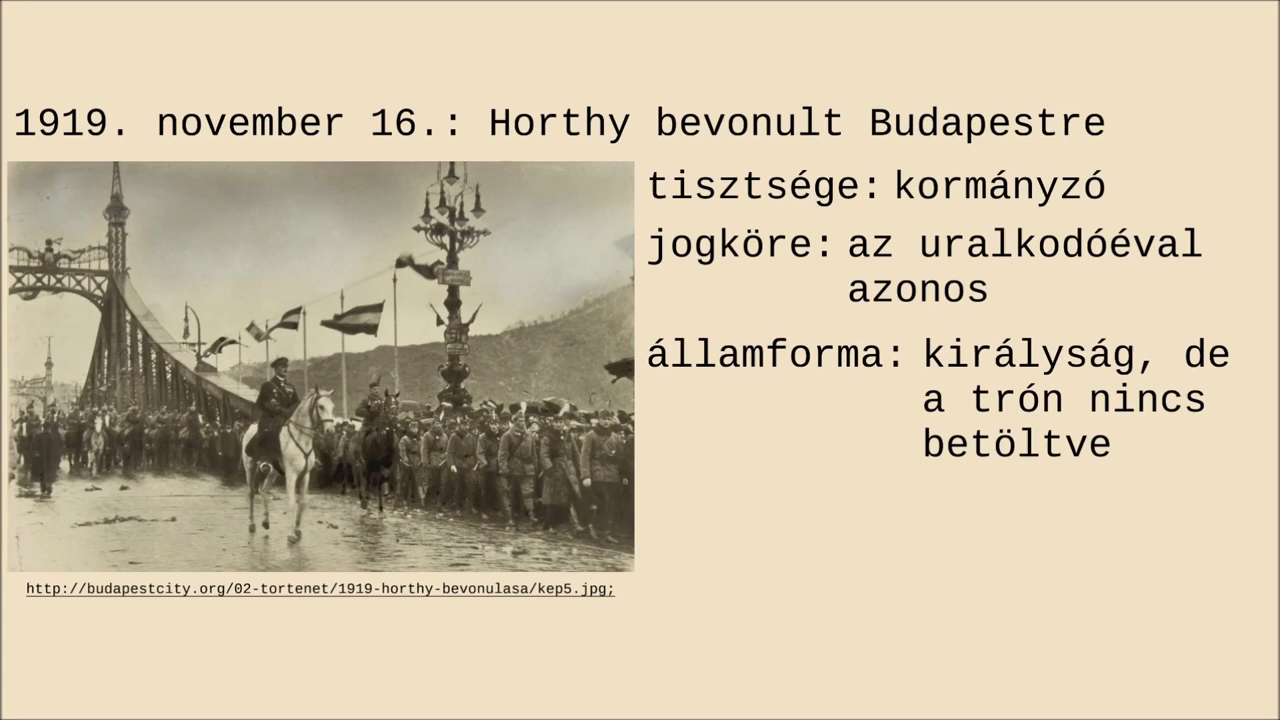 1919. november 16.: Horthy bevonult Budapestre
tisztsége: kormányzó
jogköre: az uralkodóéval
azonos
államforma: királyság, de
a trón nincs
betöltve
http://budapestcity.org/02-tortenet/1919-horthy-bevonulasa/kep5.jpg;